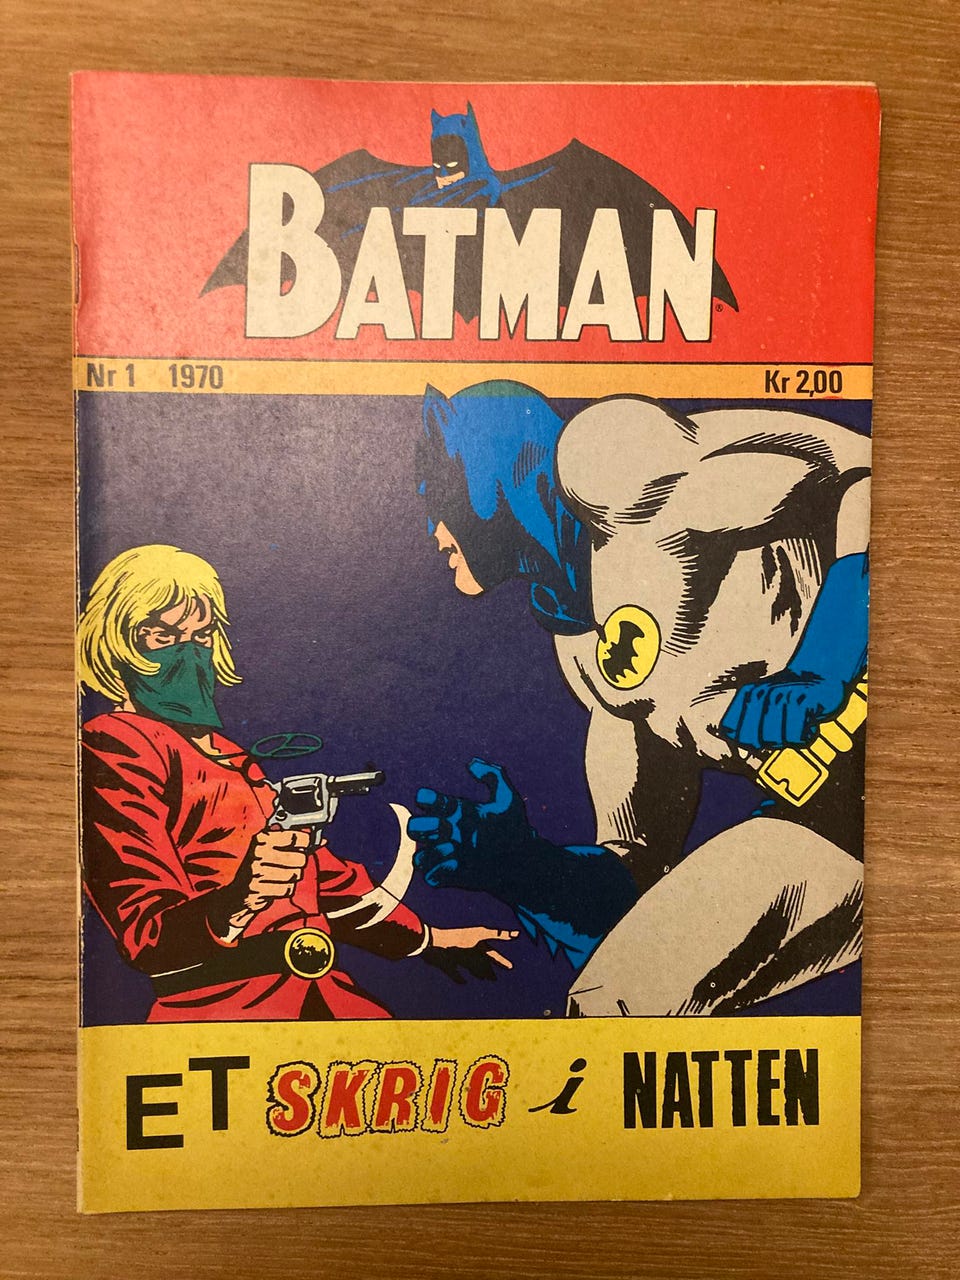 BATMAN
Nr 1 1970 Kr 2,00
ET SKRIG i NATTEN